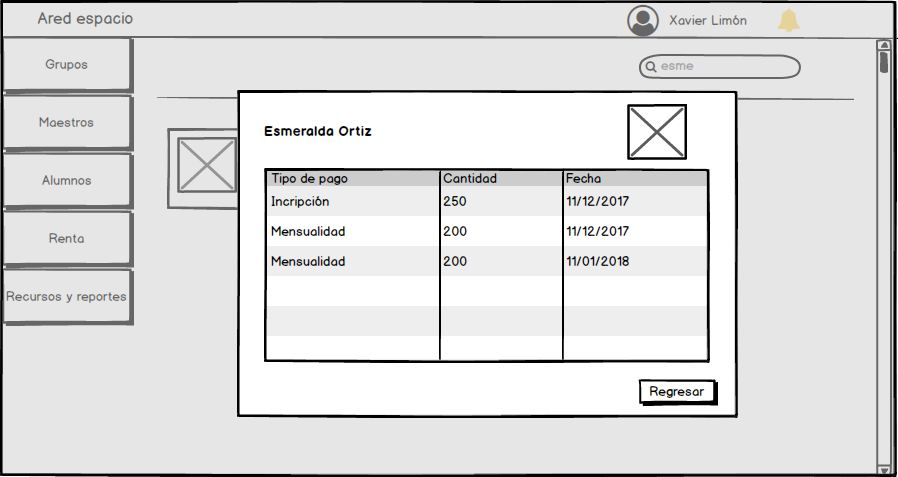 Ared espacio
Xavier Limón
Grupos
Maestros
Alumnos
Renta
Recursos y reportes
esme
Esmeralda Ortiz
Tipo de pago Cantidad Fecha
Incripción 250 11/12/2017
Mensualidad 200 11/12/2017
Mensualidad 200 11/01/2018
Regresar